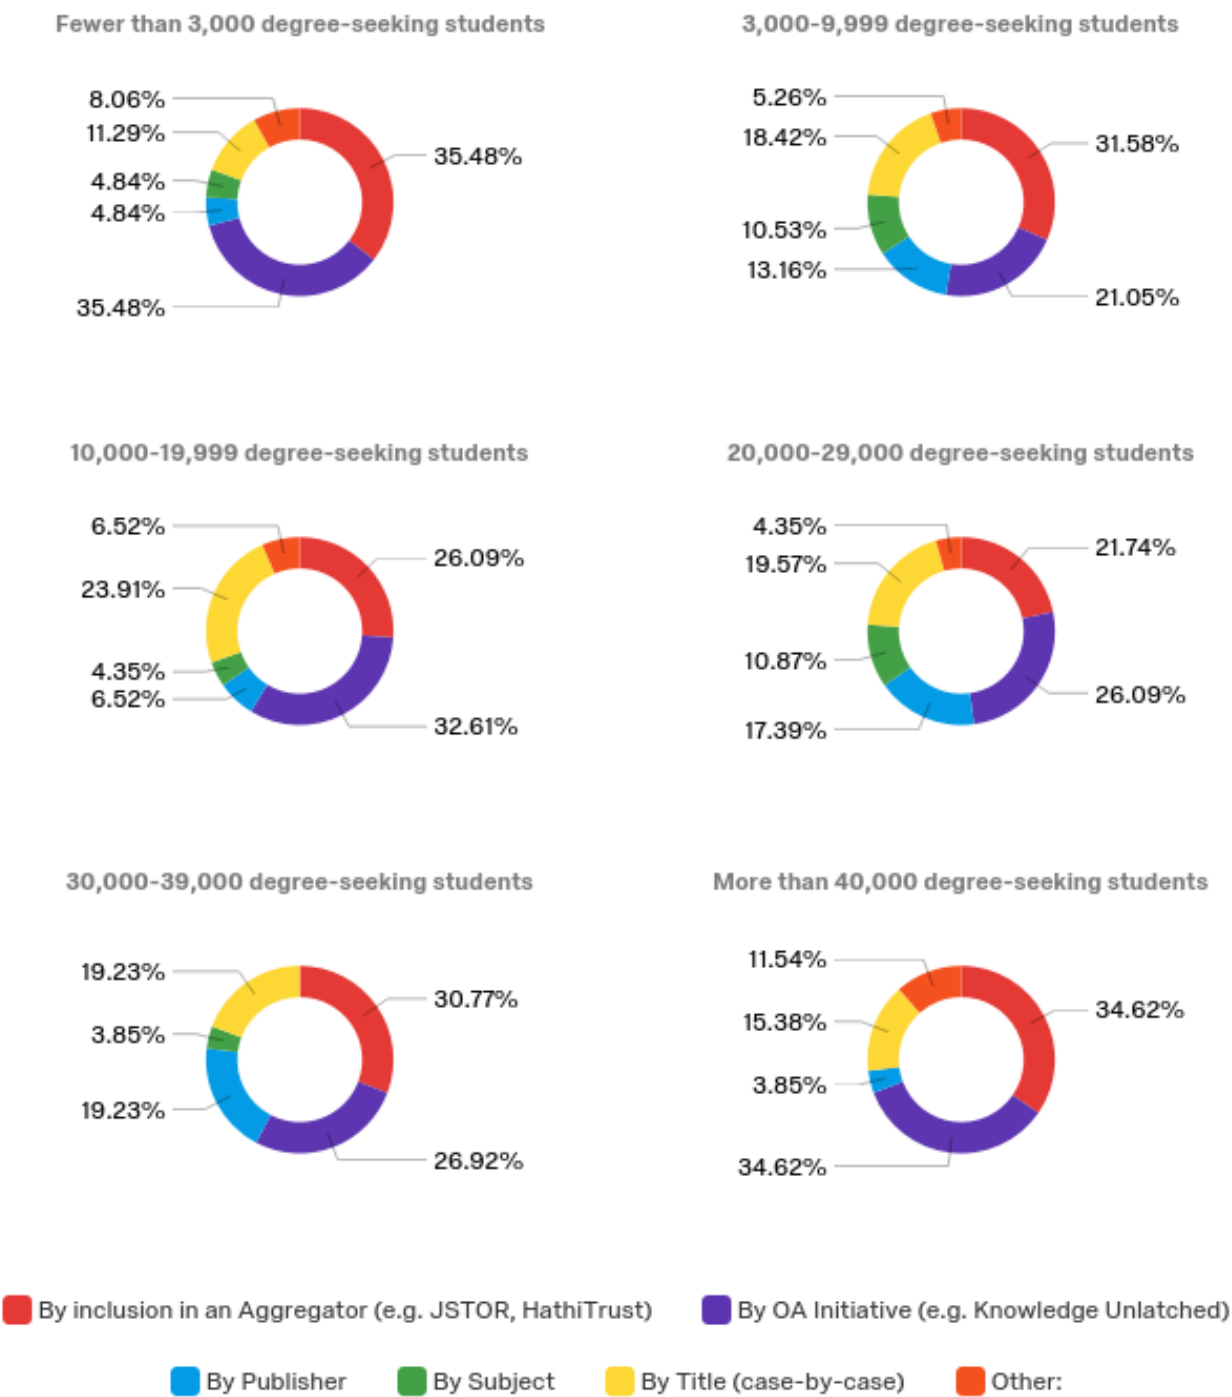 Fewer than 3,000 degree-seeking students
8.06%
11.29%
4.84%
4.84%
35.48%
35.48%
3,000-9,999 degree-seeking students
5.26%
18.42%
10.53%
13.16%
31.58%
21.05%
10,000-19,999 degree-seeking students
6.52%
23.91%
4.35%
6.52%
26.09%
32.61%
20,000-29,000 degree-seeking students
4.35%
19.57%
10.87%
17.39%
21.74%
26.09%
30,000-39,000 degree-seeking students
19.23%
3.85%
19.23%
30.77%
26.92%
More than 40,000 degree-seeking students
11.54%
15.38%
3.85%
34.62%
34.62%
By inclusion in an Aggregator (e.g. JSTOR, HathiTrust)
By OA Initiative (e.g. Knowledge Unlatched)
By Publisher
By Subject
By Title (case-by-case)
Other: